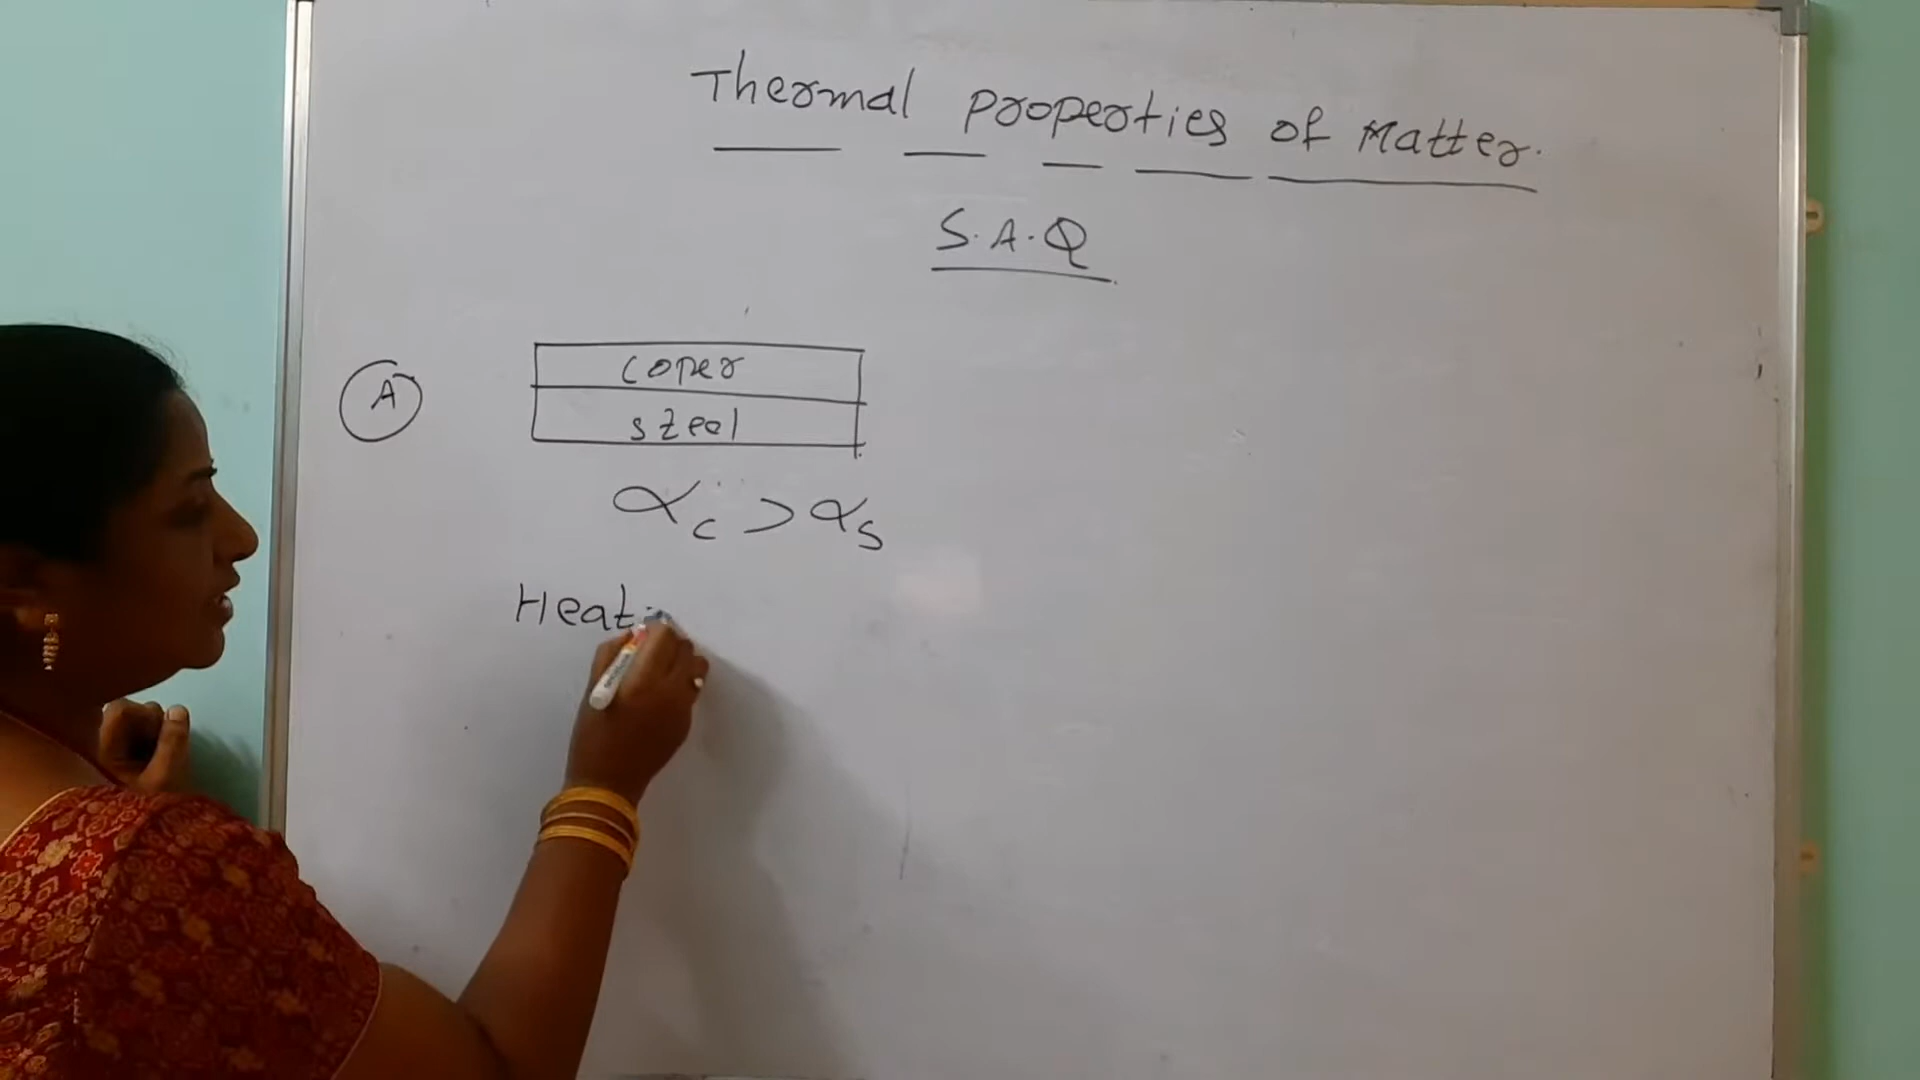 Thermal properties of Matter.
S.A.Q
A
coper
steel
αc > αs
Heat